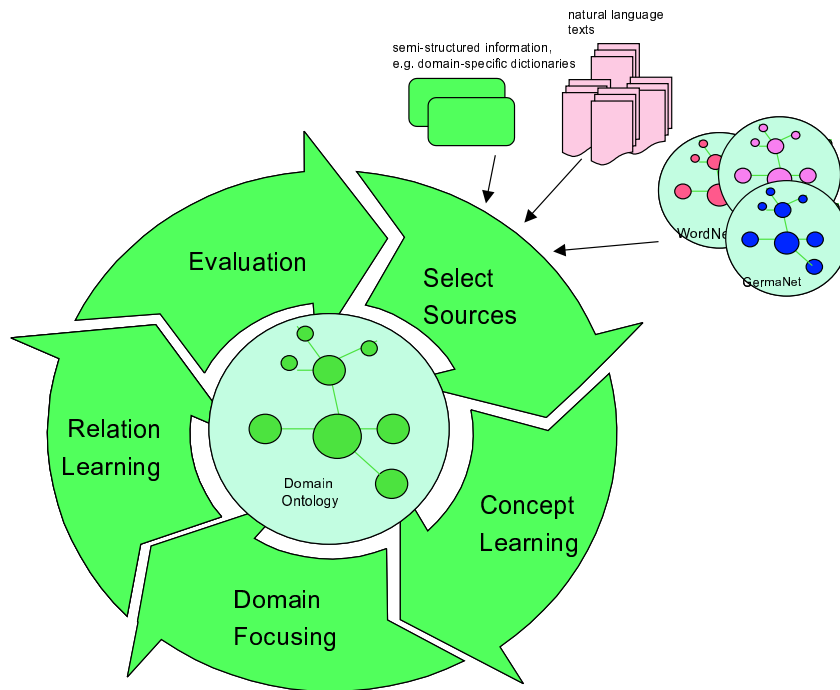 natural language
texts
semi-structured information,
e.g. domain-specific dictionaries
Evaluation
Select
Sources
GermaNet
Relation
Learning
Domain
Ontology
Concept
Learning
Domain
Focusing